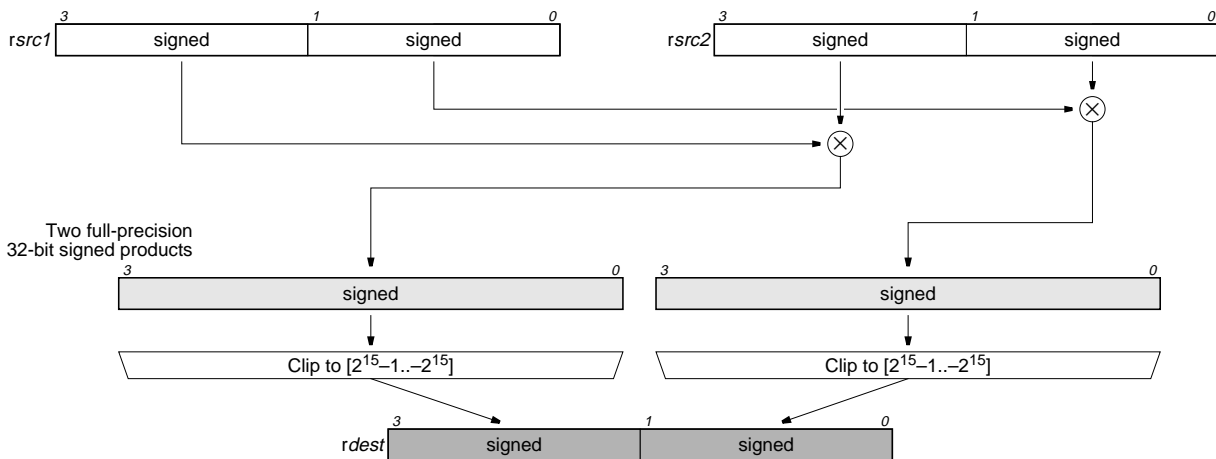 3 1 0 3 1 0
rsrc1 signed signed rsrc2 signed signed
Two full-precision
32-bit signed products
3 0 3 0
signed signed
Clip to [2^15–1..–2^15] Clip to [2^15–1..–2^15]
3 1 0
rdest signed signed